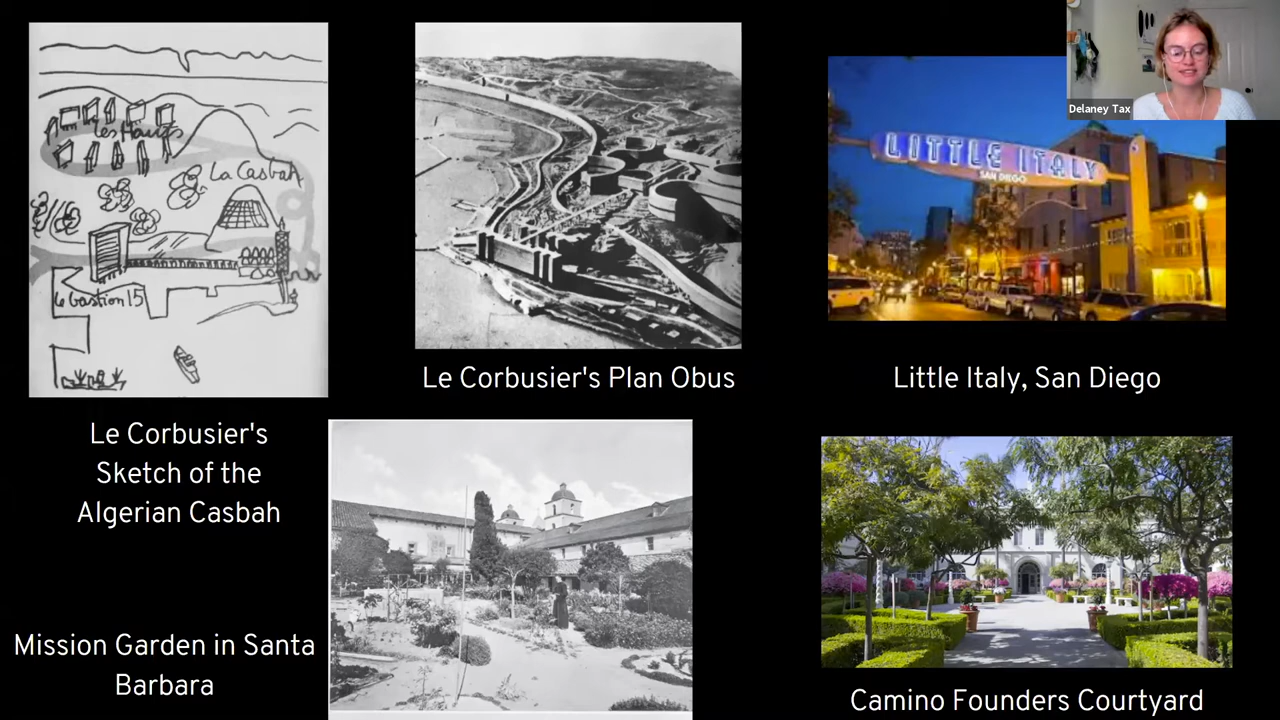 Les Hauts
La Casbah
le bastion 15
Le Corbusier's
Sketch of the
Algerian Casbah
Le Corbusier's Plan Obus
LITTLE ITALY
SAN DIEGO
Delaney Tax
Little Italy, San Diego
Mission Garden in Santa
Barbara
Camino Founders Courtyard